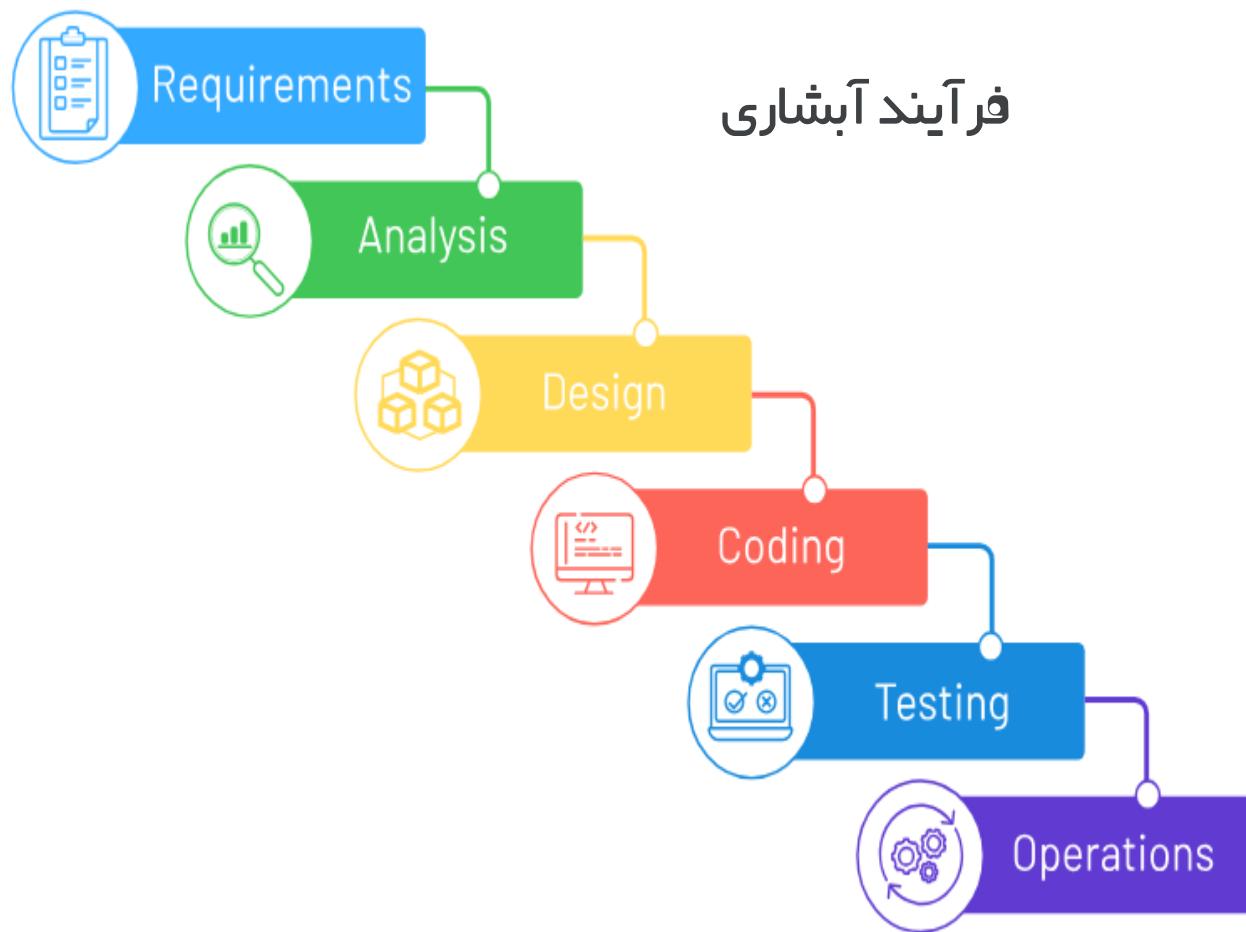 Requirements
فرآیند آبشاری
Analysis
Design
Coding
Testing
Operations